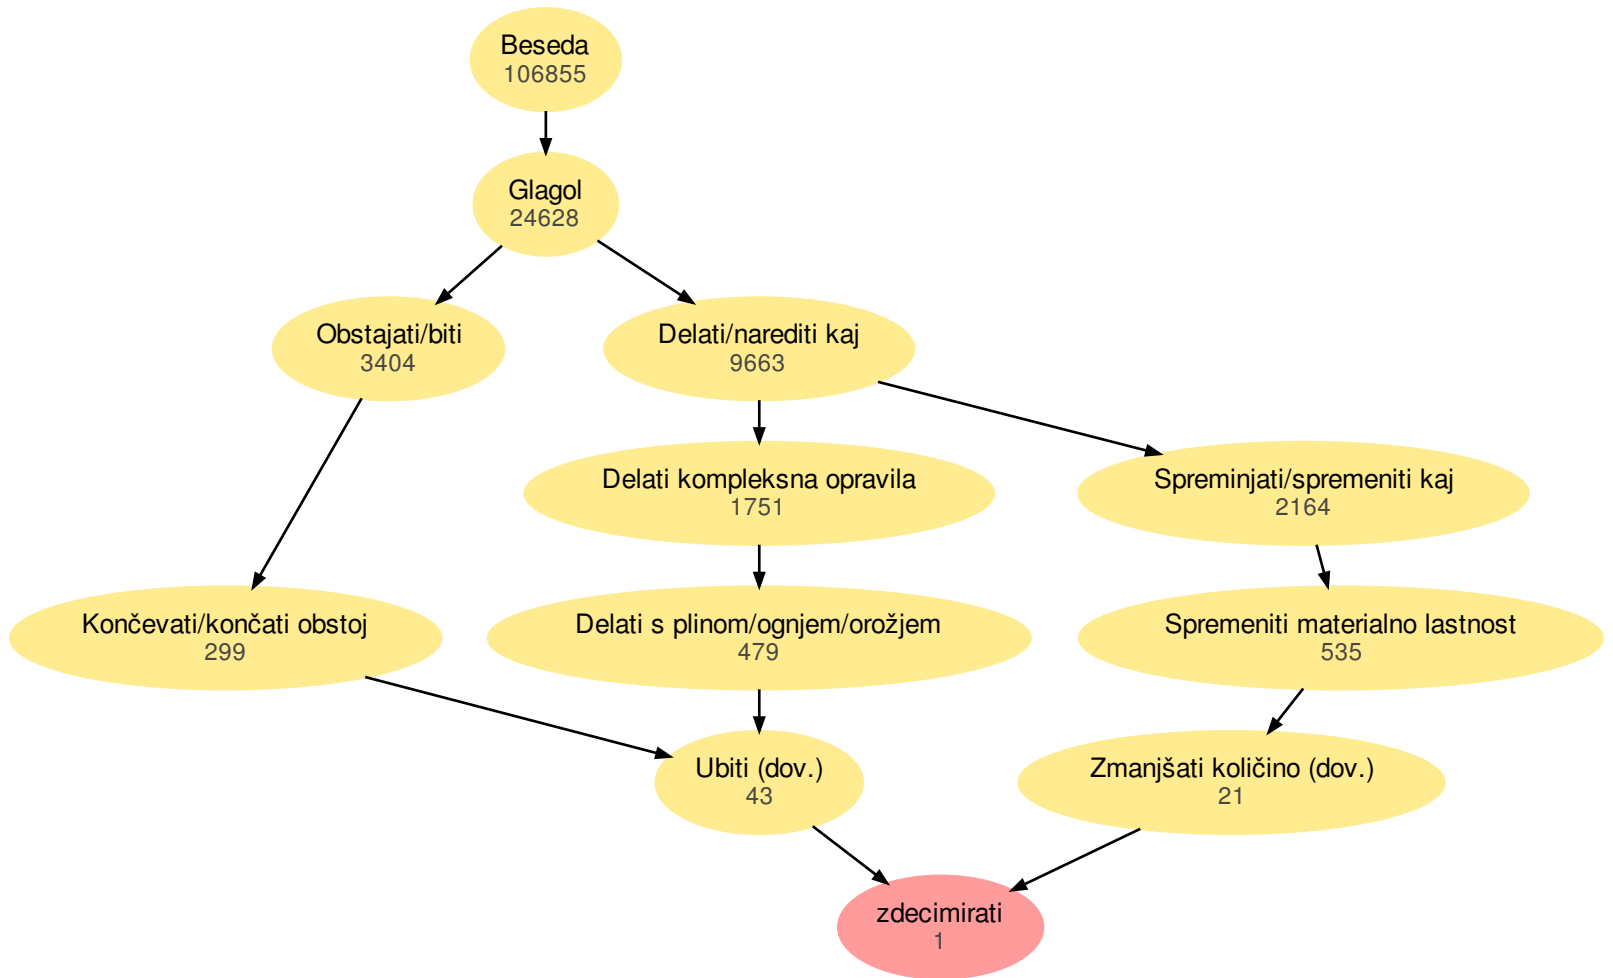 Beseda
106855
Glagol
24628
Obstajati/biti
3404
Delati/narediti kaj
9663
Delati kompleksna opravila
1751
Spreminjati/spremeniti kaj
2164
Končevati/končati obstoj
299
Delati s plinom/ognjem/orožjem
479
Spremeniti materialno lastnost
535
Ubiti (dov.)
43
Zmanjšati količino (dov.)
21
zdecimirati
1